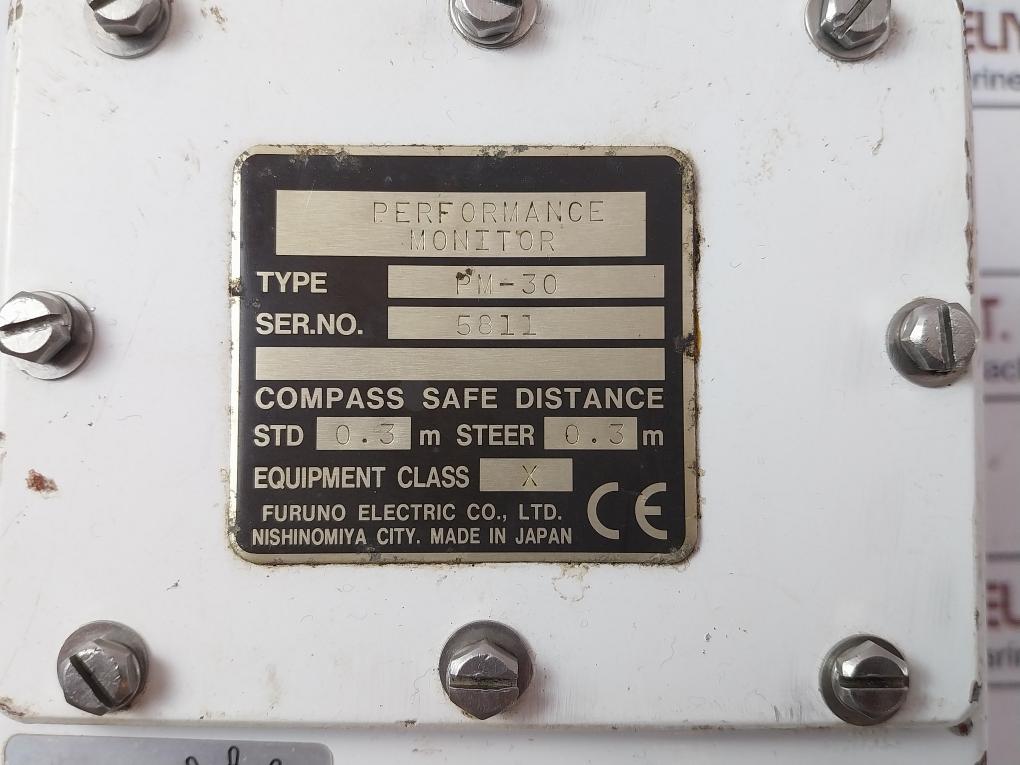 PERFORMANCE
MONITOR
TYPE PM-30
SER.NO. 5811
COMPASS SAFE DISTANCE
STD 0.3 m STEER 0.3 m
EQUIPMENT CLASS X
FURUNO ELECTRIC CO., LTD.
NISHINOMIYA CITY. MADE IN JAPAN
CE